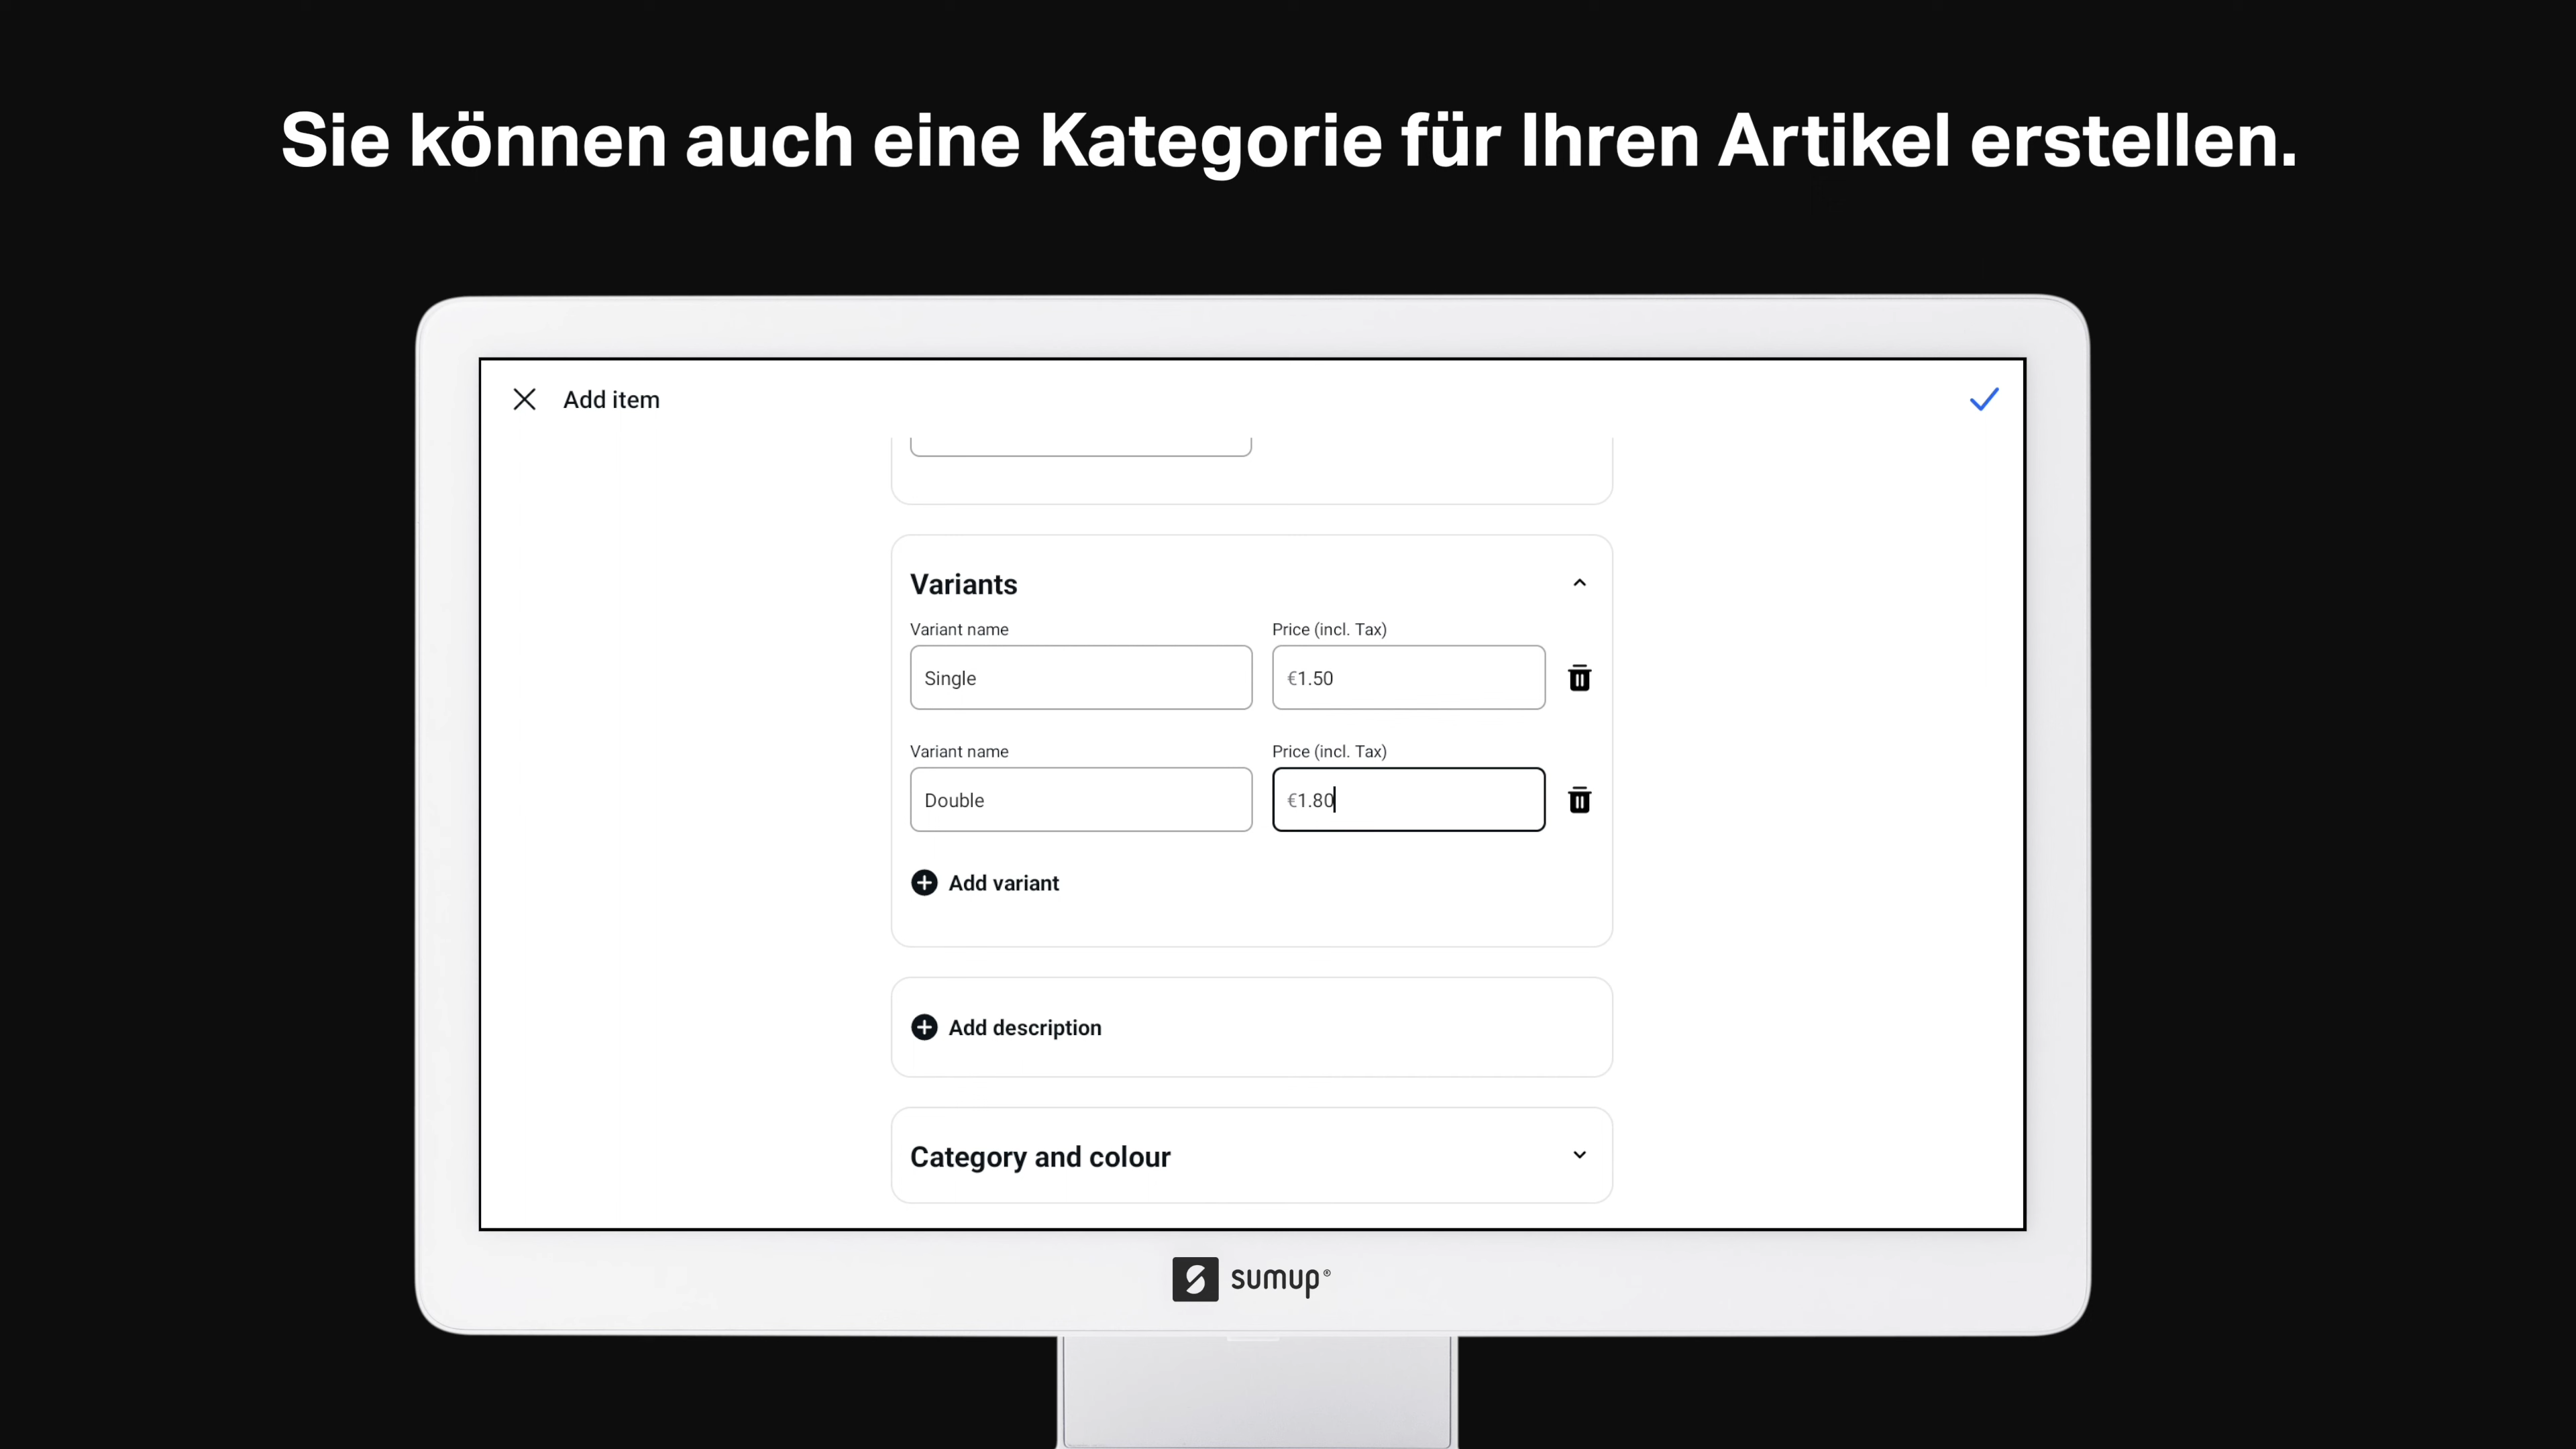 Sie können auch eine Kategorie für Ihren Artikel erstellen.
Add item
Variants
Variant name Price (incl. Tax)
Single €1.50
Variant name Price (incl. Tax)
Double €1.80
Add variant
Add description
Category and colour
sumup®